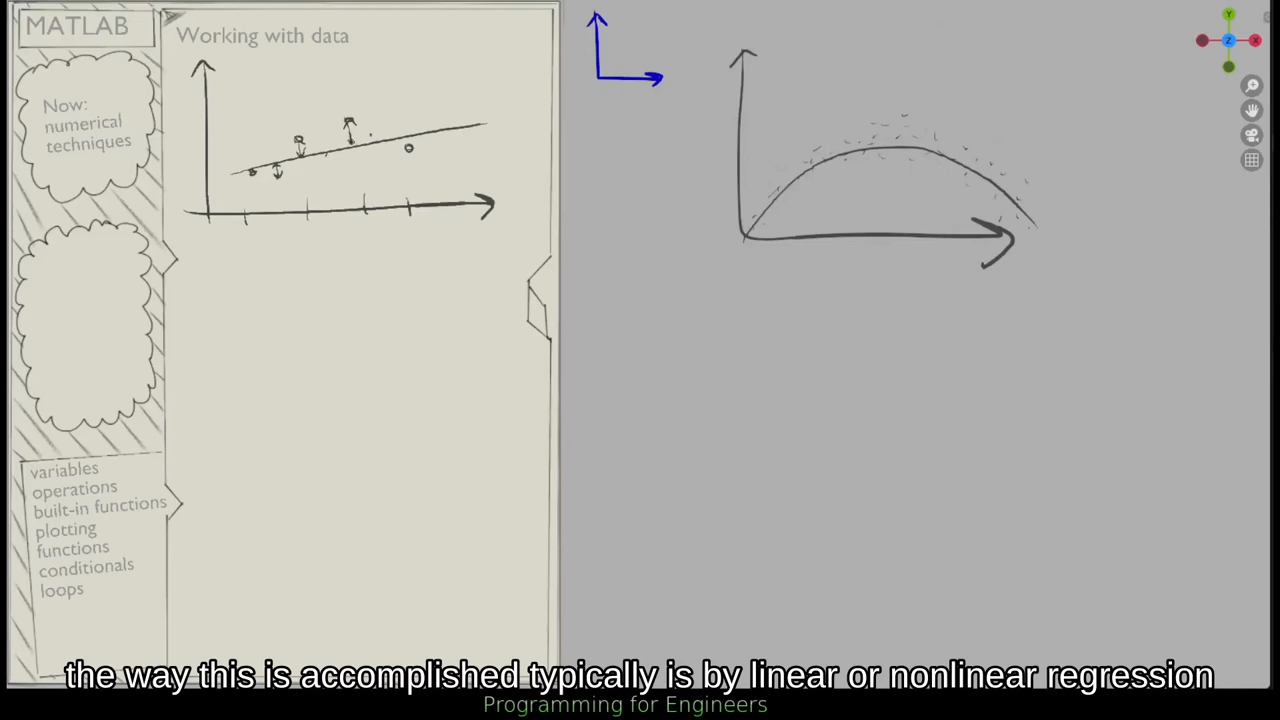 MATLAB
Working with data
Now:
numerical
techniques
variables
operations
built-in functions
plotting
functions
conditionals
loops
Y
Z
X
the way this is accomplished typically is by linear or nonlinear regression
Programming for Engineers